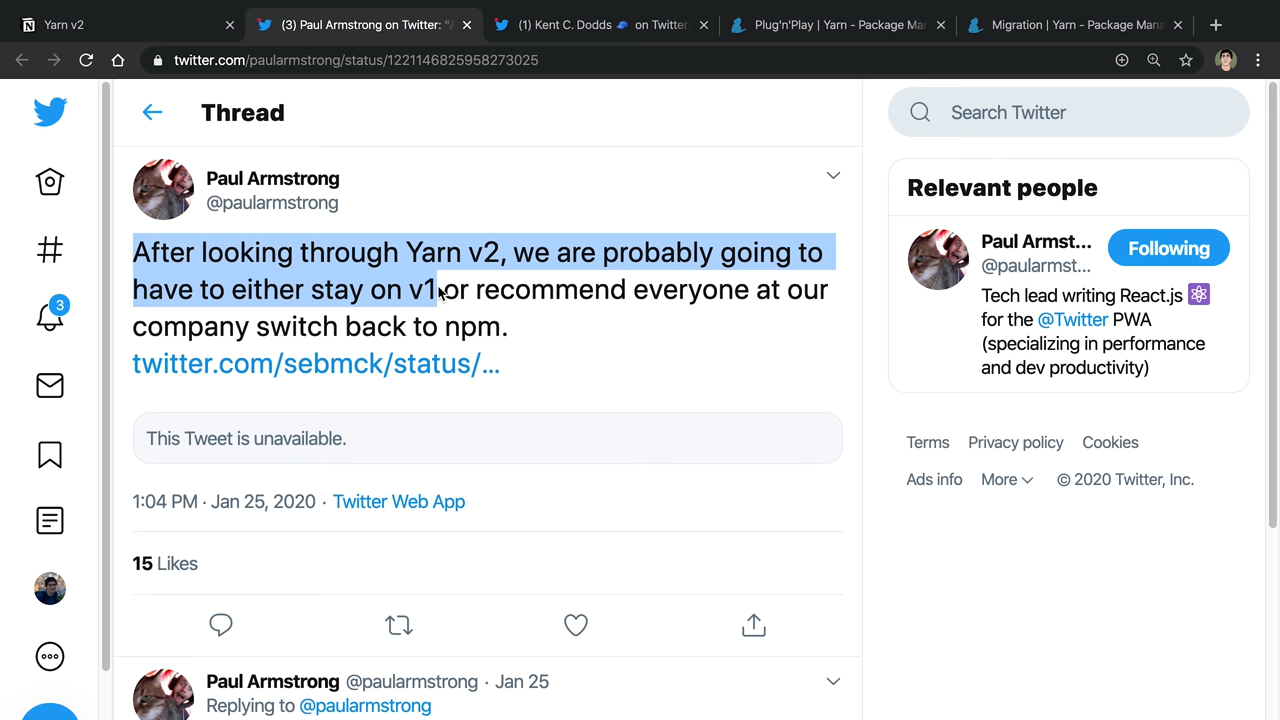 Yarn v2
(3) Paul Armstrong on Twitter: "A
(1) Kent C. Dodds 🧢 on Twitter:
Plug'n'Play | Yarn - Package Ma
Migration | Yarn - Package Mana
twitter.com/paularmstrong/status/1221146825958273025
Thread
Search Twitter
Paul Armstrong
@paularmstrong
After looking through Yarn v2, we are probably going to
have to either stay on v1 or recommend everyone at our
company switch back to npm.
twitter.com/sebmck/status/...
This Tweet is unavailable.
1:04 PM · Jan 25, 2020 · Twitter Web App
15 Likes
Paul Armstrong @paularmstrong · Jan 25
Replying to @paularmstrong
3
Relevant people
Paul Armst...
@paularmst...
Following
Tech lead writing React.js ⚛
for the @Twitter PWA
(specializing in performance
and dev productivity)
Terms Privacy policy Cookies
Ads info More © 2020 Twitter, Inc.